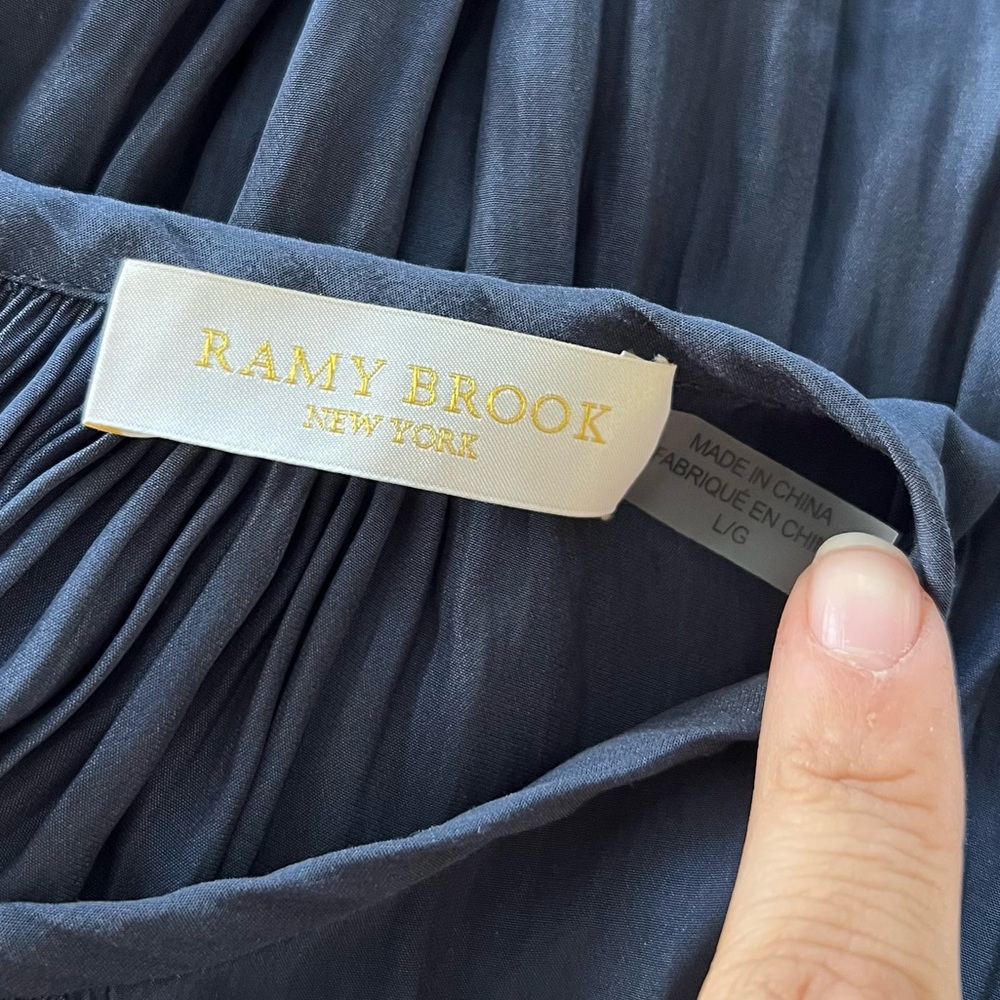 RAMY BROOK
NEW YORK
MADE IN CHINA
FABRIQUÉ EN
L/G